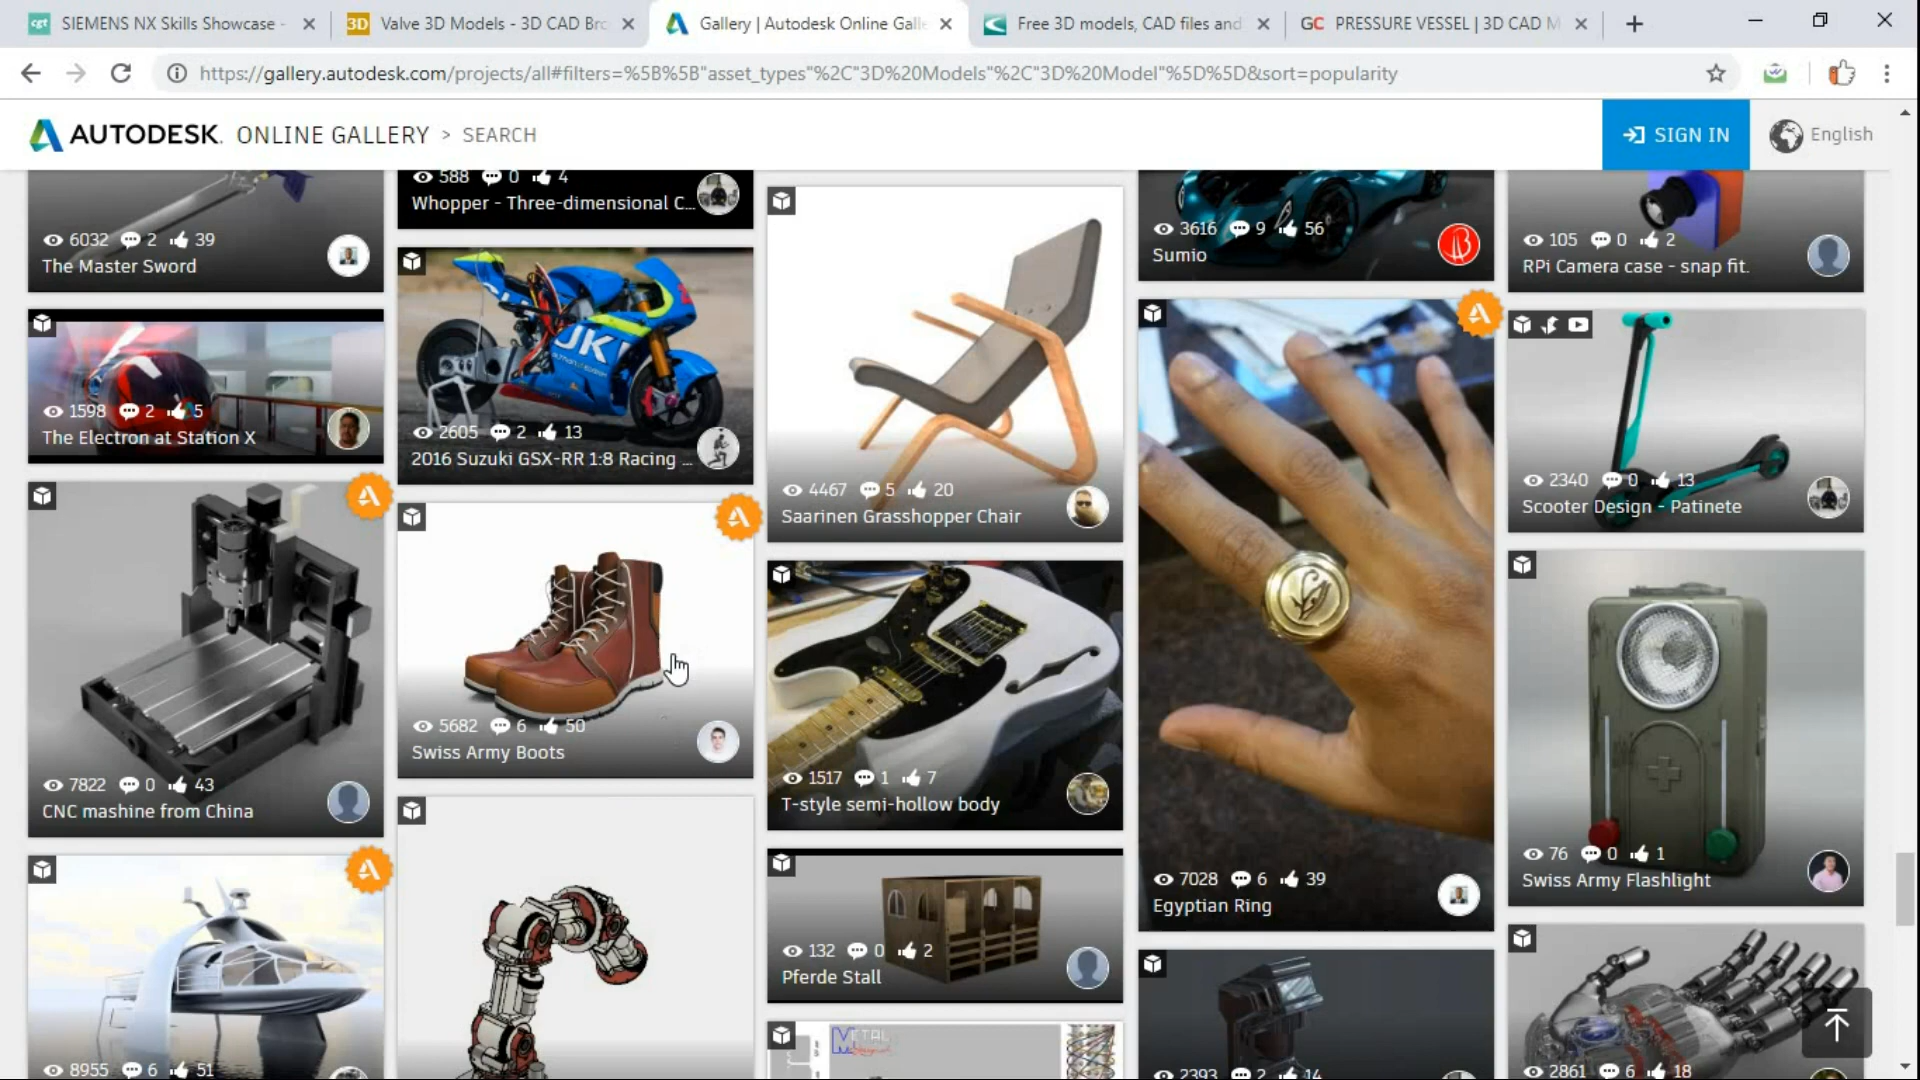 SIEMENS NX Skills Showcase -
Valve 3D Models - 3D CAD Bro
Gallery | Autodesk Online Galle
Free 3D models, CAD files and
GC PRESSURE VESSEL | 3D CAD M
https://gallery.autodesk.com/projects/all#filters=%5B%5B"asset_types"%2C"3D%20Models"%2C"3D%20Model"%5D%5D&sort=popularity
AUTODESK. ONLINE GALLERY > SEARCH
SIGN IN
English
6032 2 39
The Master Sword
1598 2 5
The Electron at Station X
7822 0 43
CNC mashine from China
8955 6 51
588 0 4
Whopper - Three-dimensional C...
2605 2 13
2016 Suzuki GSX-RR 1:8 Racing ...
5682 6 50
Swiss Army Boots
4467 5 20
Saarinen Grasshopper Chair
1517 1 7
T-style semi-hollow body
132 0 2
Pferde Stall
METAL
3616 9 56
Sumio
7028 6 39
Egyptian Ring
2393 2 14
105 0 2
RPi Camera case - snap fit.
2340 0 13
Scooter Design - Patinete
76 0 1
Swiss Army Flashlight
2861 6 18